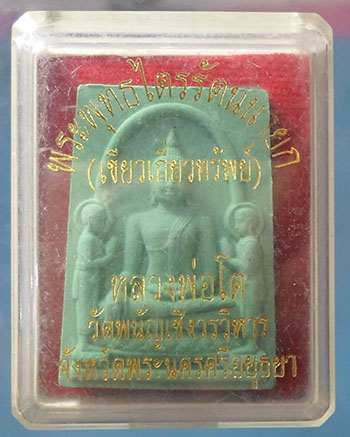 พระพุทธไตรรัตนนายก
(เขียวเกี่ยวทรัพย์)
หลวงพ่อโต
วัดพนัญเชิงวรวิหาร
จังหวัดพระนครศรีอยุธยา